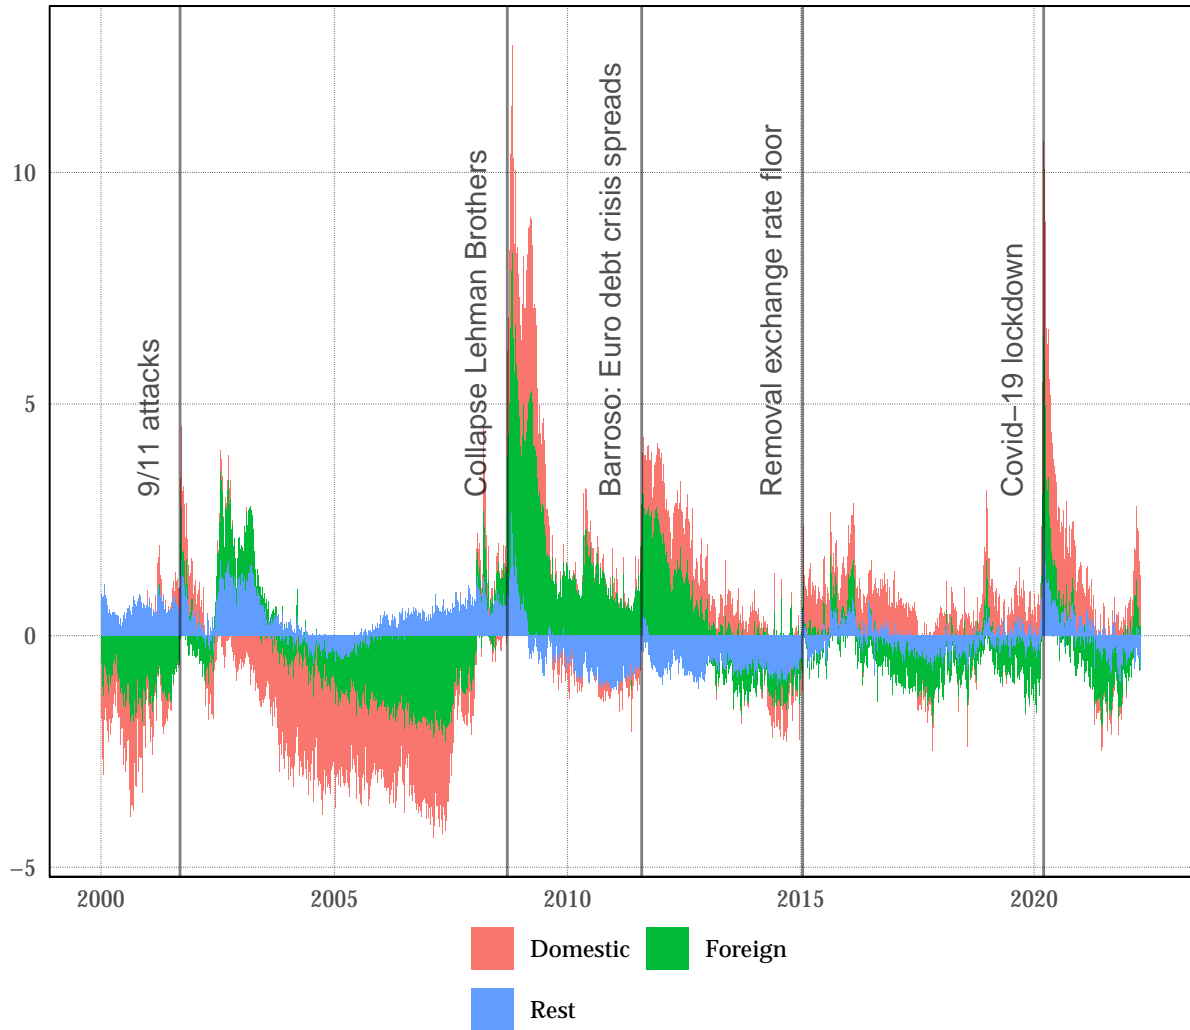 10
5
0
−5
9/11 attacks
Collapse Lehman Brothers
Barroso: Euro debt crisis spreads
Removal exchange rate floor
Covid−19 lockdown
2000
2005
2010
2015
2020
Domestic
Foreign
Rest